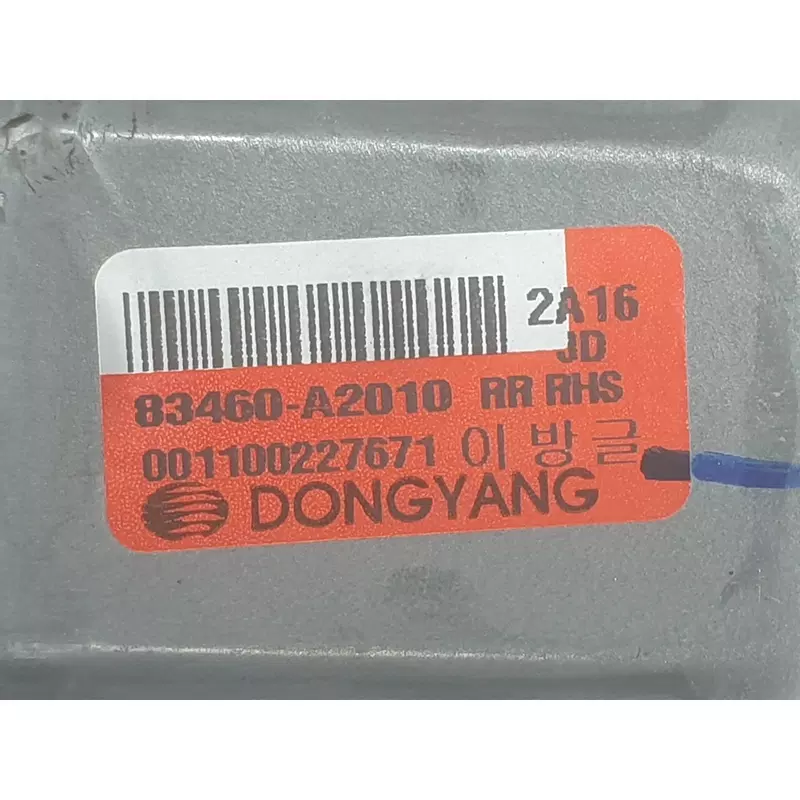 2A16
JD
83460-A2010 RR RHS
001100227671 이방글
DONGYANG